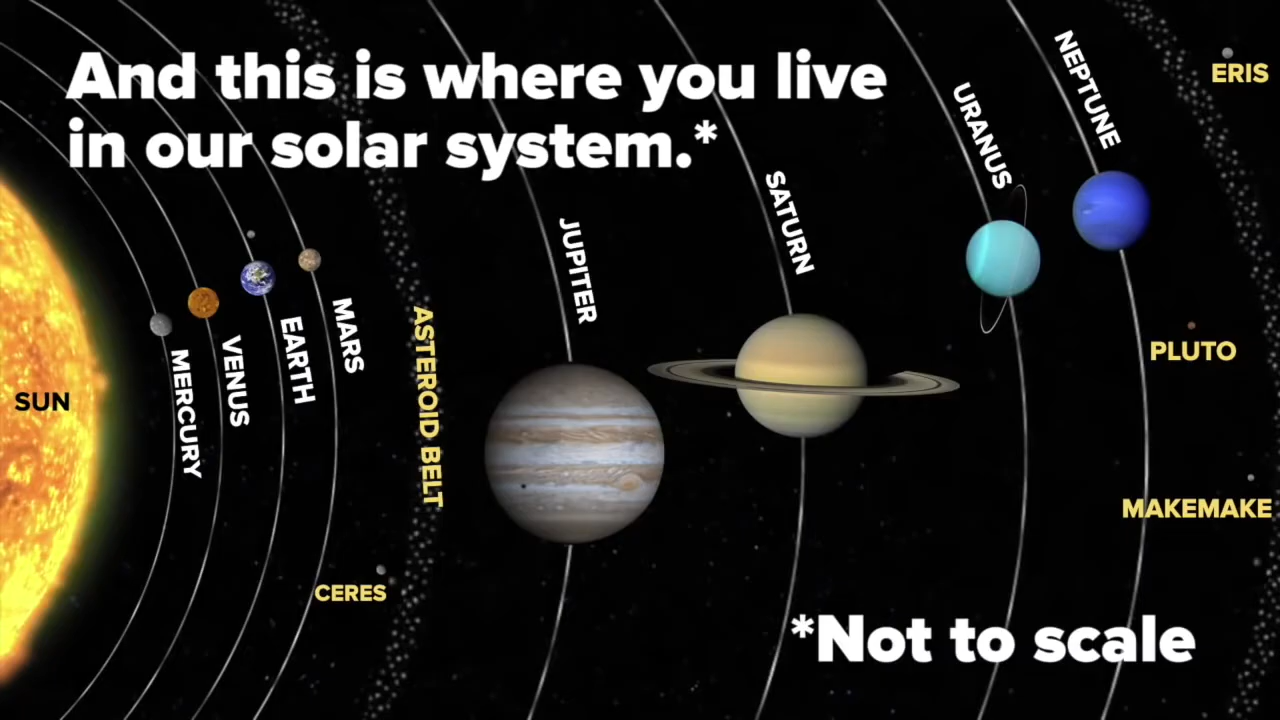 And this is where you live
in our solar system.*
ERIS
NEPTUNE
URANUS
SATURN
JUPITER
MARS
EARTH
VENUS
MERCURY
SUN
ASTEROID BELT
PLUTO
MAKEMAKE
CERES
*Not to scale